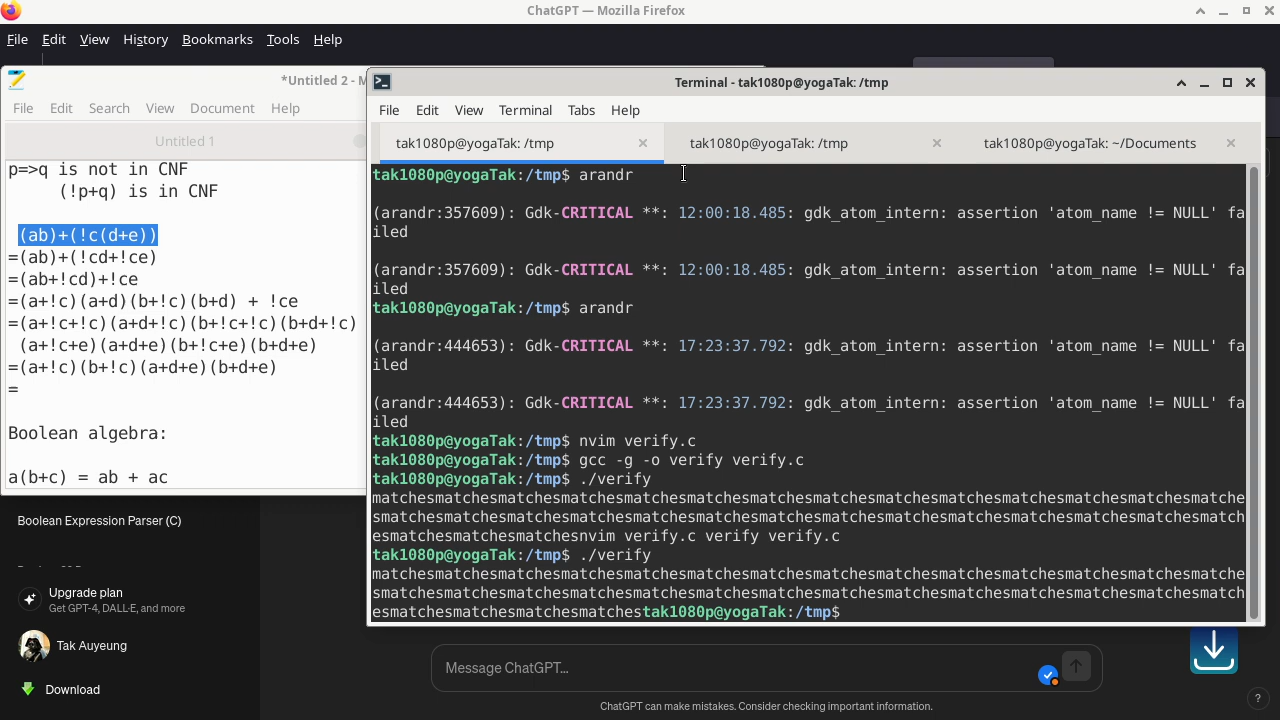 ChatGPT — Mozilla Firefox
File Edit View History Bookmarks Tools Help
*Untitled 2 - M
File Edit Search View Document Help
Untitled 1
p=>q is not in CNF
(!p+q) is in CNF
(ab)+(!c(d+e))
=(ab)+(!cd+!ce)
=(ab+!cd)+!ce
=(a+!c)(a+d)(b+!c)(b+d) + !ce
=(a+!c+!c)(a+d+!c)(b+!c+!c)(b+d+!c)
(a+!c+e)(a+d+e)(b+!c+e)(b+d+e)
=(a+!c)(b+!c)(a+d+e)(b+d+e)
=
Boolean algebra:
a(b+c) = ab + ac
Terminal - tak1080p@yogaTak: /tmp
File Edit View Terminal Tabs Help
tak1080p@yogaTak: /tmp
tak1080p@yogaTak: /tmp
tak1080p@yogaTak: ~/Documents
tak1080p@yogaTak:/tmp$ arandr
(arandr:357609): Gdk-CRITICAL **: 12:00:18.485: gdk_atom_intern: assertion 'atom_name != NULL' fa
iled
(arandr:357609): Gdk-CRITICAL **: 12:00:18.485: gdk_atom_intern: assertion 'atom_name != NULL' fa
iled
tak1080p@yogaTak:/tmp$ arandr
(arandr:444653): Gdk-CRITICAL **: 17:23:37.792: gdk_atom_intern: assertion 'atom_name != NULL' fa
iled
(arandr:444653): Gdk-CRITICAL **: 17:23:37.792: gdk_atom_intern: assertion 'atom_name != NULL' fa
iled
tak1080p@yogaTak:/tmp$ nvim verify.c
tak1080p@yogaTak:/tmp$ gcc -g -o verify verify.c
tak1080p@yogaTak:/tmp$ ./verify
matchesmatchesmatchesmatchesmatchesmatchesmatchesmatchesmatchesmatchesmatchesmatchesmatchesmatche
smatchesmatchesmatchesmatchesmatchesmatchesmatchesmatchesmatchesmatchesmatchesmatchesmatchesmatch
esmatchesmatchesmatchesnvim verify.c verify verify.c
tak1080p@yogaTak:/tmp$ ./verify
matchesmatchesmatchesmatchesmatchesmatchesmatchesmatchesmatchesmatchesmatchesmatchesmatchesmatche
smatchesmatchesmatchesmatchesmatchesmatchesmatchesmatchesmatchesmatchesmatchesmatchesmatchesmatch
esmatchesmatchesmatchesmatchestak1080p@yogaTak:/tmp$
Boolean Expression Parser (C)
Upgrade plan
Get GPT-4, DALL·E, and more
Tak Auyeung
Download
Message ChatGPT…
ChatGPT can make mistakes. Consider checking important information.
?